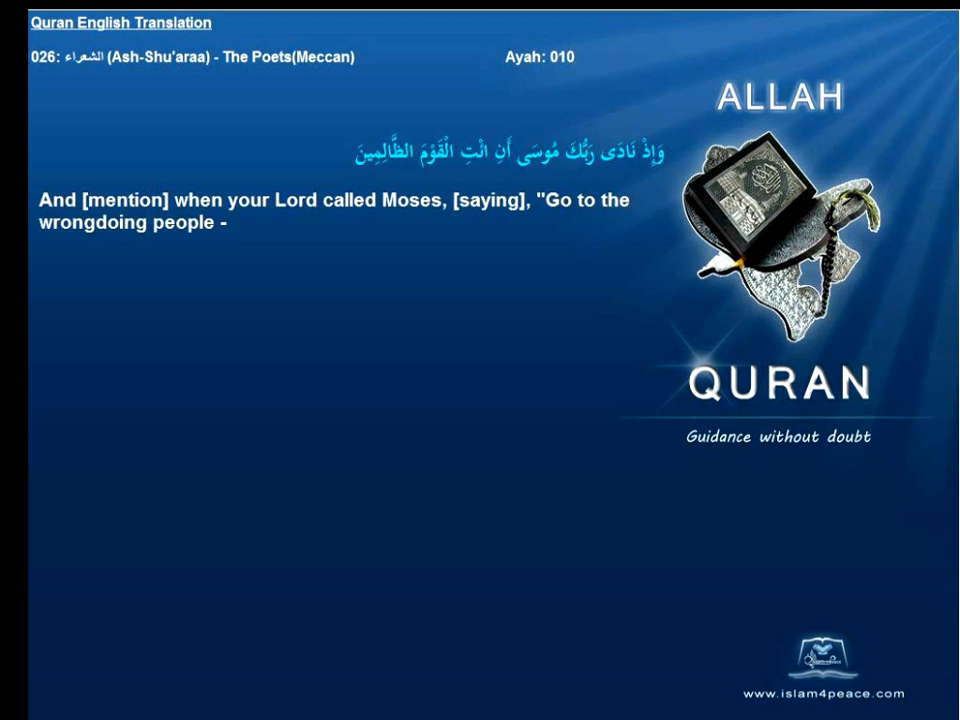 Quran English Translation
026: الشعراء (Ash-Shu'araa) - The Poets(Meccan) Ayah: 010
ALLAH
وَإِذْ نَادَى رَبُّكَ مُوسَى أَنِ ائْتِ الْقَوْمَ الظَّالِمِينَ
And [mention] when your Lord called Moses, [saying], "Go to the
wrongdoing people -
QURAN
Guidance without doubt
www.islam4peace.com